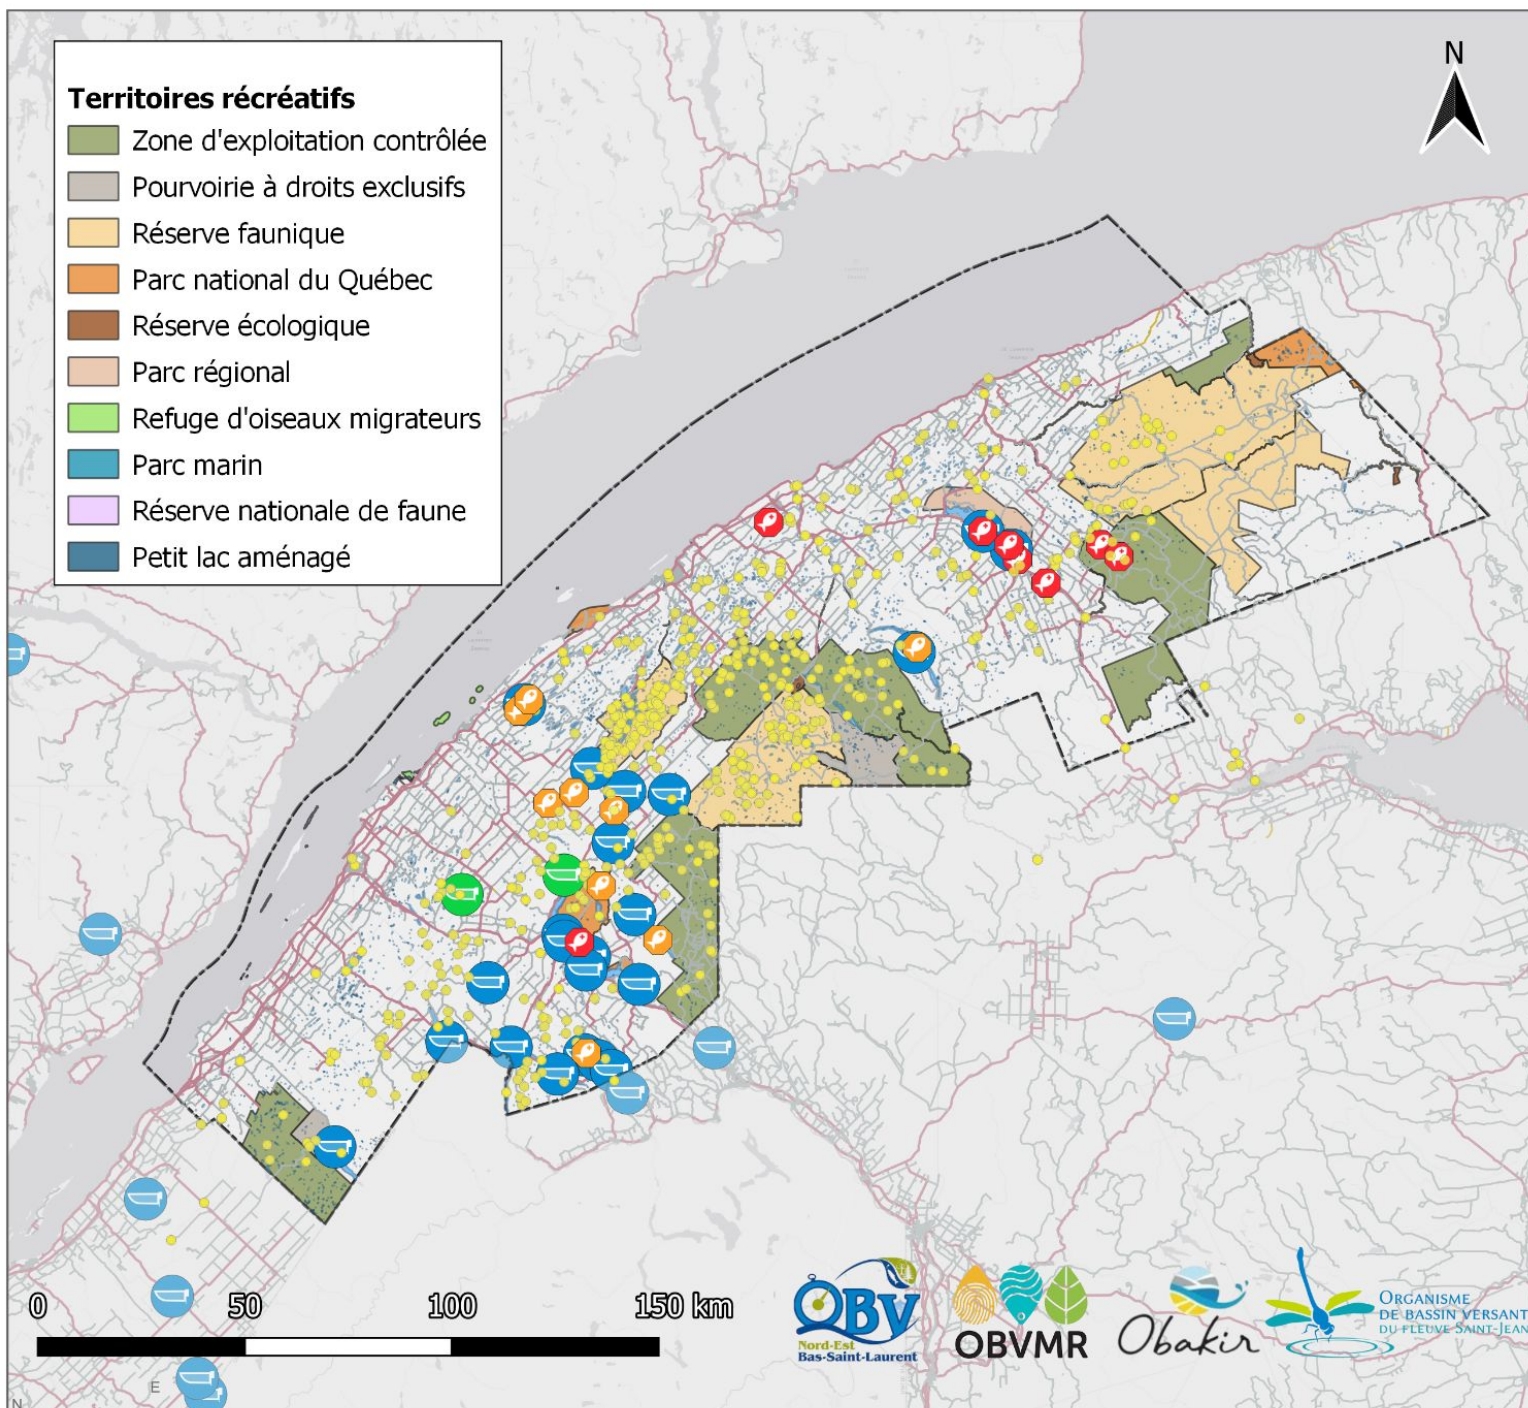 Territoires récréatifs
Zone d'exploitation contrôlée
Pourvoirie à droits exclusifs
Réserve faunique
Parc national du Québec
Réserve écologique
Parc régional
Refuge d'oiseaux migrateurs
Parc marin
Réserve nationale de faune
Petit lac aménagé
N
0 50 100 150 km
OBV
Nord-Est
Bas-Saint-Laurent
OBVMR
Obakir
ORGANISME
DE BASSIN VERSANT
DU FLEUVE SAINT-JEAN
E
N